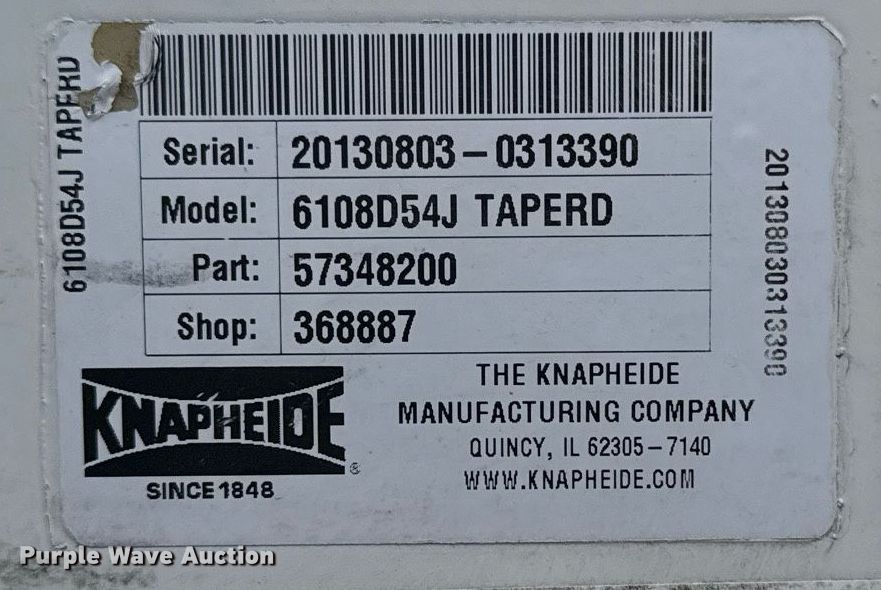 6108D54J TAPERD
Serial: 20130803-0313390
Model: 6108D54J TAPERD
Part: 57348200
Shop: 368887
201308030313390
KNAPHEIDE
®
SINCE 1848
THE KNAPHEIDE
MANUFACTURING COMPANY
QUINCY, IL 62305-7140
WWW.KNAPHEIDE.COM
Purple Wave Auction